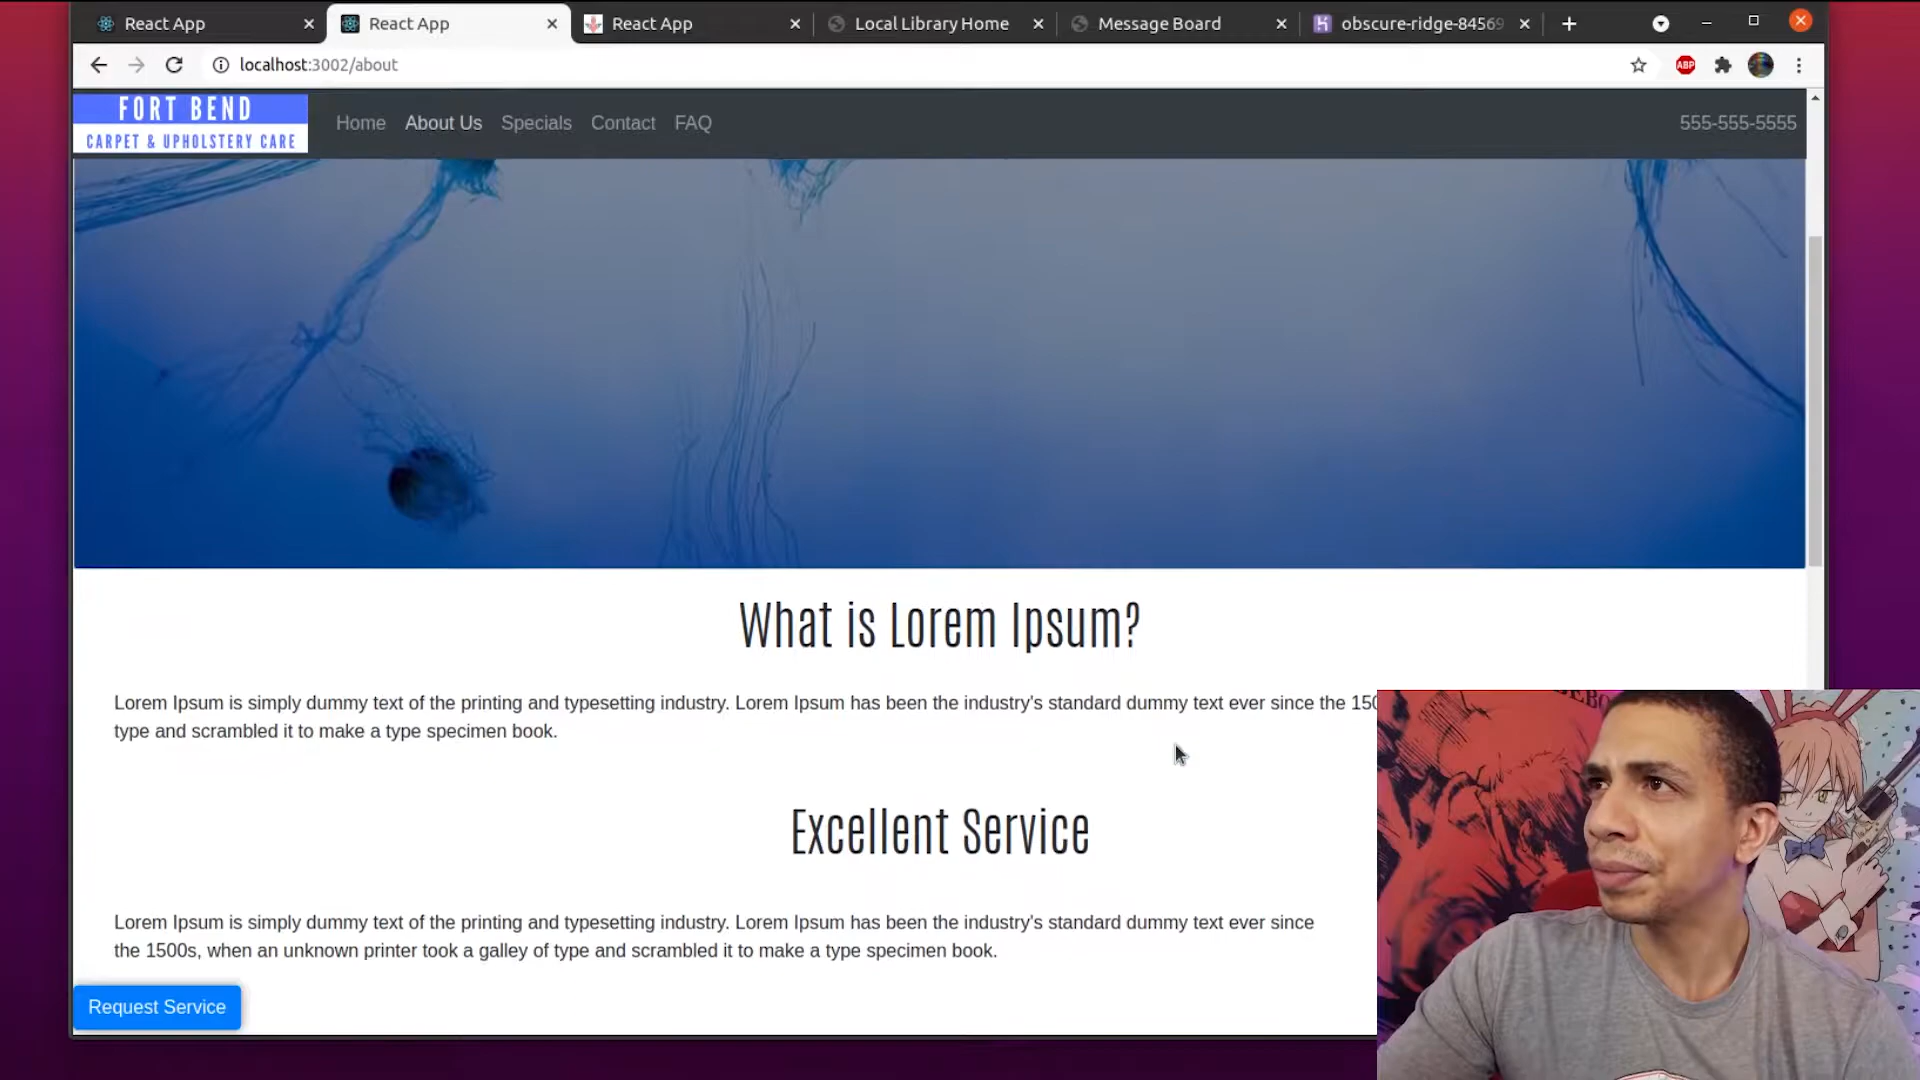 React App
React App
React App
Local Library Home
Message Board
obscure-ridge-84569
localhost:3002/about
ABP
FORT BEND
CARPET & UPHOLSTERY CARE
Home
About Us
Specials
Contact
FAQ
555-555-5555
What is Lorem Ipsum?
Lorem Ipsum is simply dummy text of the printing and typesetting industry. Lorem Ipsum has been the industry's standard dummy text ever since the
type and scrambled it to make a type specimen book.
Excellent Service
Lorem Ipsum is simply dummy text of the printing and typesetting industry. Lorem Ipsum has been the industry's standard dummy text ever since
the 1500s, when an unknown printer took a galley of type and scrambled it to make a type specimen book.
Request Service